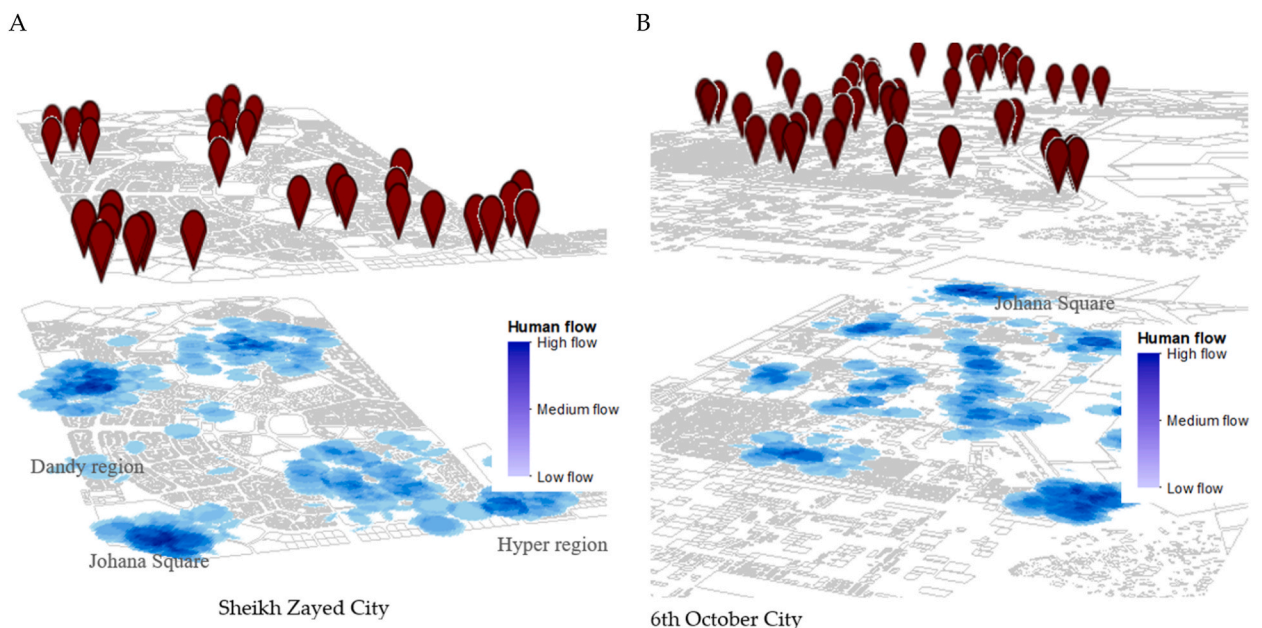 A
B
Human flow
High flow
Medium flow
Low flow
Dandy region
Johana Square
Hyper region
Sheikh Zayed City
Johana Square
Human flow
High flow
Medium flow
Low flow
6th October City